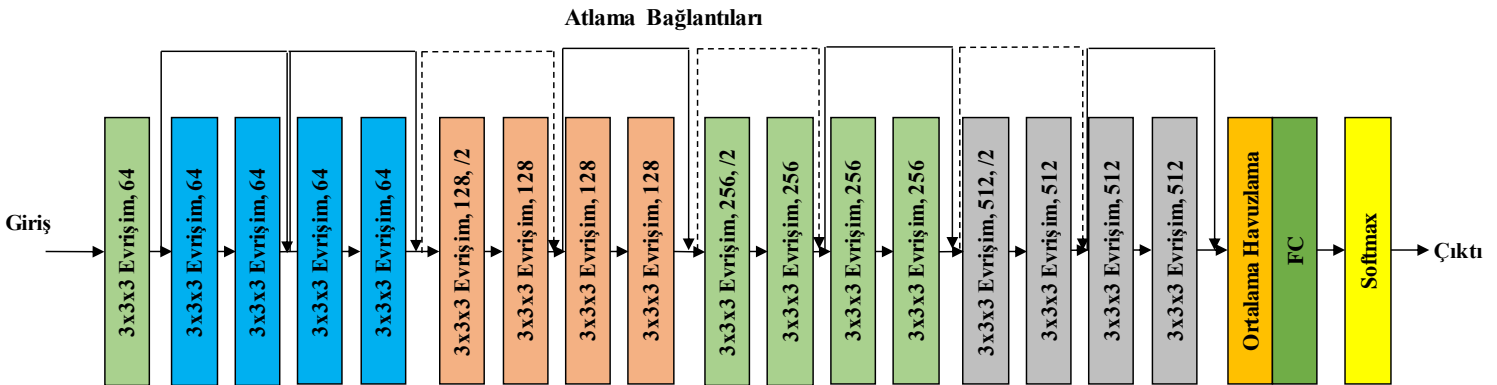 Atlama Bağlantıları
Giriş
3x3x3 Evrişim, 64
3x3x3 Evrişim, 64
3x3x3 Evrişim, 64
3x3x3 Evrişim, 64
3x3x3 Evrişim, 64
3x3x3 Evrişim, 128, /2
3x3x3 Evrişim, 128
3x3x3 Evrişim, 128
3x3x3 Evrişim, 128
3x3x3 Evrişim, 256, /2
3x3x3 Evrişim, 256
3x3x3 Evrişim, 256
3x3x3 Evrişim, 256
3x3x3 Evrişim, 512, /2
3x3x3 Evrişim, 512
3x3x3 Evrişim, 512
3x3x3 Evrişim, 512
Ortalama Havuzlama
FC
Softmax
Çıktı